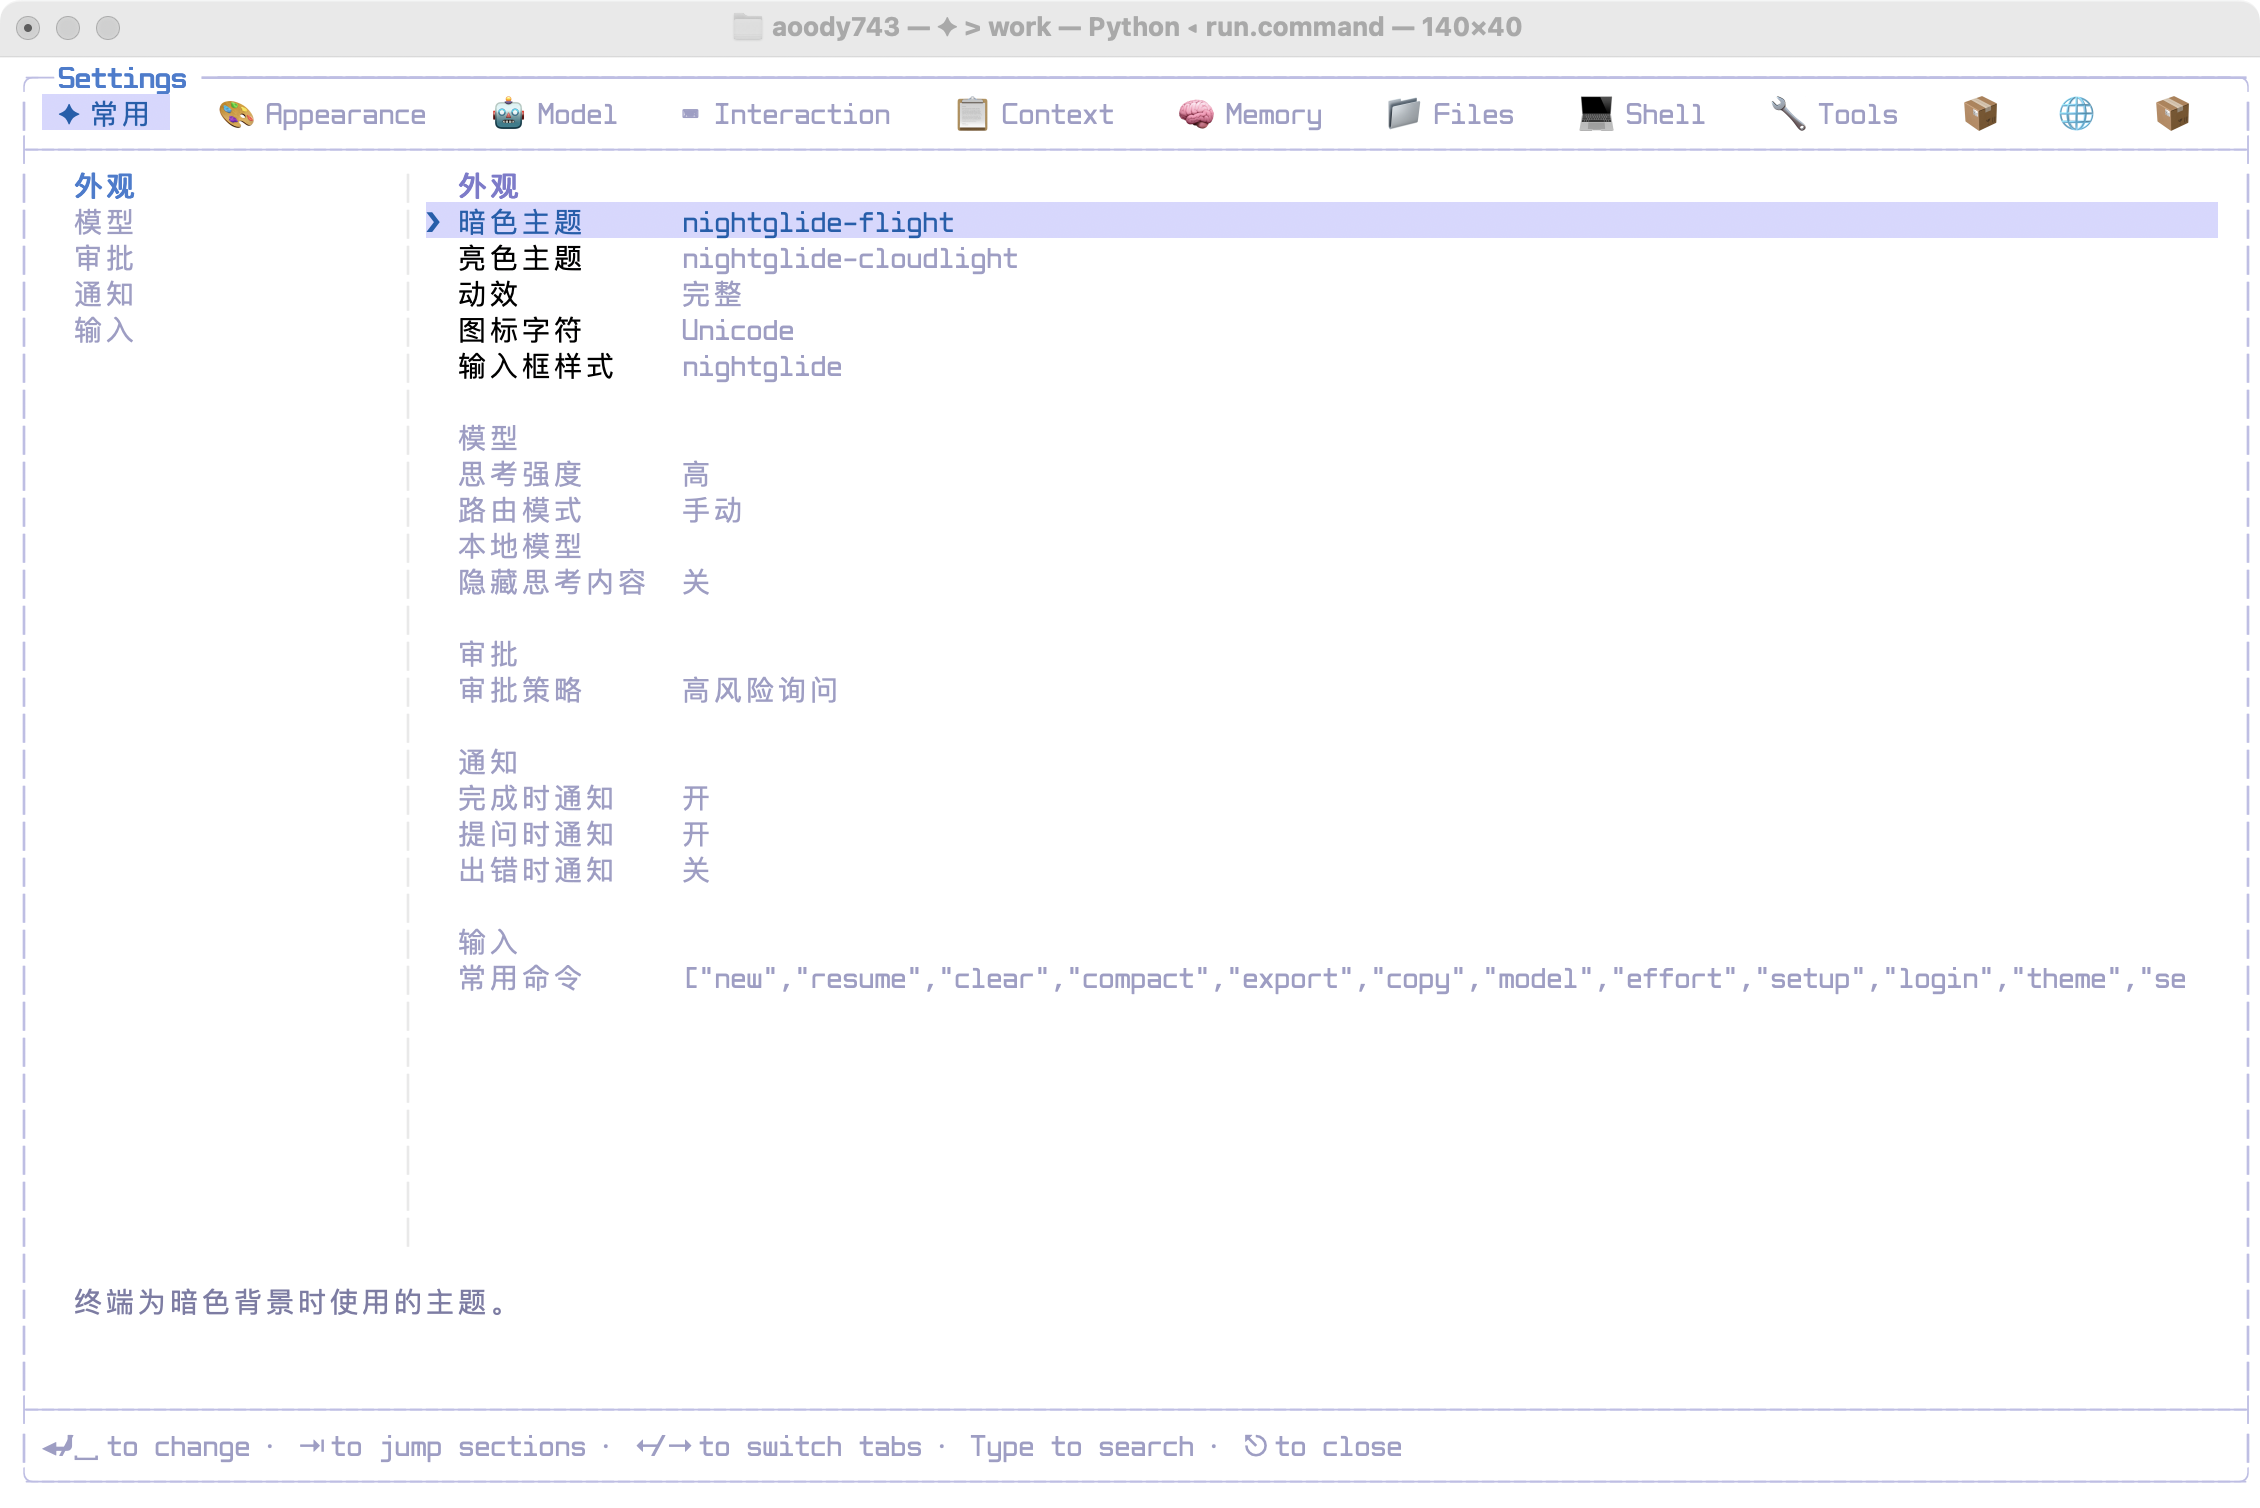 aoody743 — ✦ > work — Python ◂ run.command — 140×40
Settings
✦ 常用 Appearance Model Interaction Context Memory Files Shell Tools
外观
模型
审批
通知
输入
外观
❯ 暗色主题 nightglide-flight
亮色主题 nightglide-cloudlight
动效 完整
图标字符 Unicode
输入框样式 nightglide
模型
思考强度 高
路由模式 手动
本地模型
隐藏思考内容 关
审批
审批策略 高风险询问
通知
完成时通知 开
提问时通知 开
出错时通知 关
输入
常用命令 ["new","resume","clear","compact","export","copy","model","effort","setup","login","theme","se
终端为暗色背景时使用的主题。
to change · ⇥ to jump sections · ←/→ to switch tabs · Type to search · to close